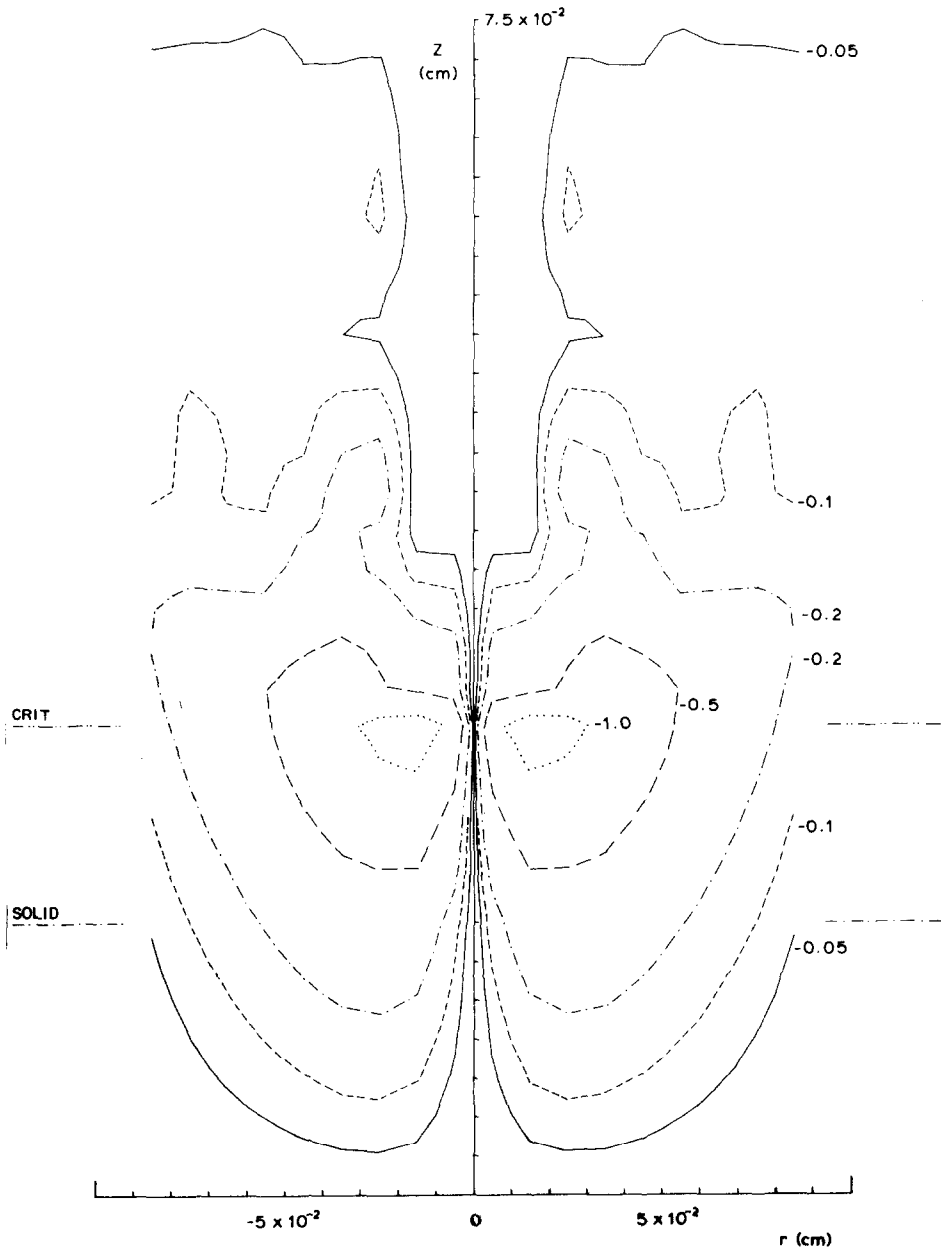 7.5 x 10⁻²
Z
(cm)
-0.05
-0.1
-0.2
-0.2
-0.5
CRIT
-1.0
-0.1
SOLID
-0.05
-5 x 10⁻²
0
5 x 10⁻²
r (cm)